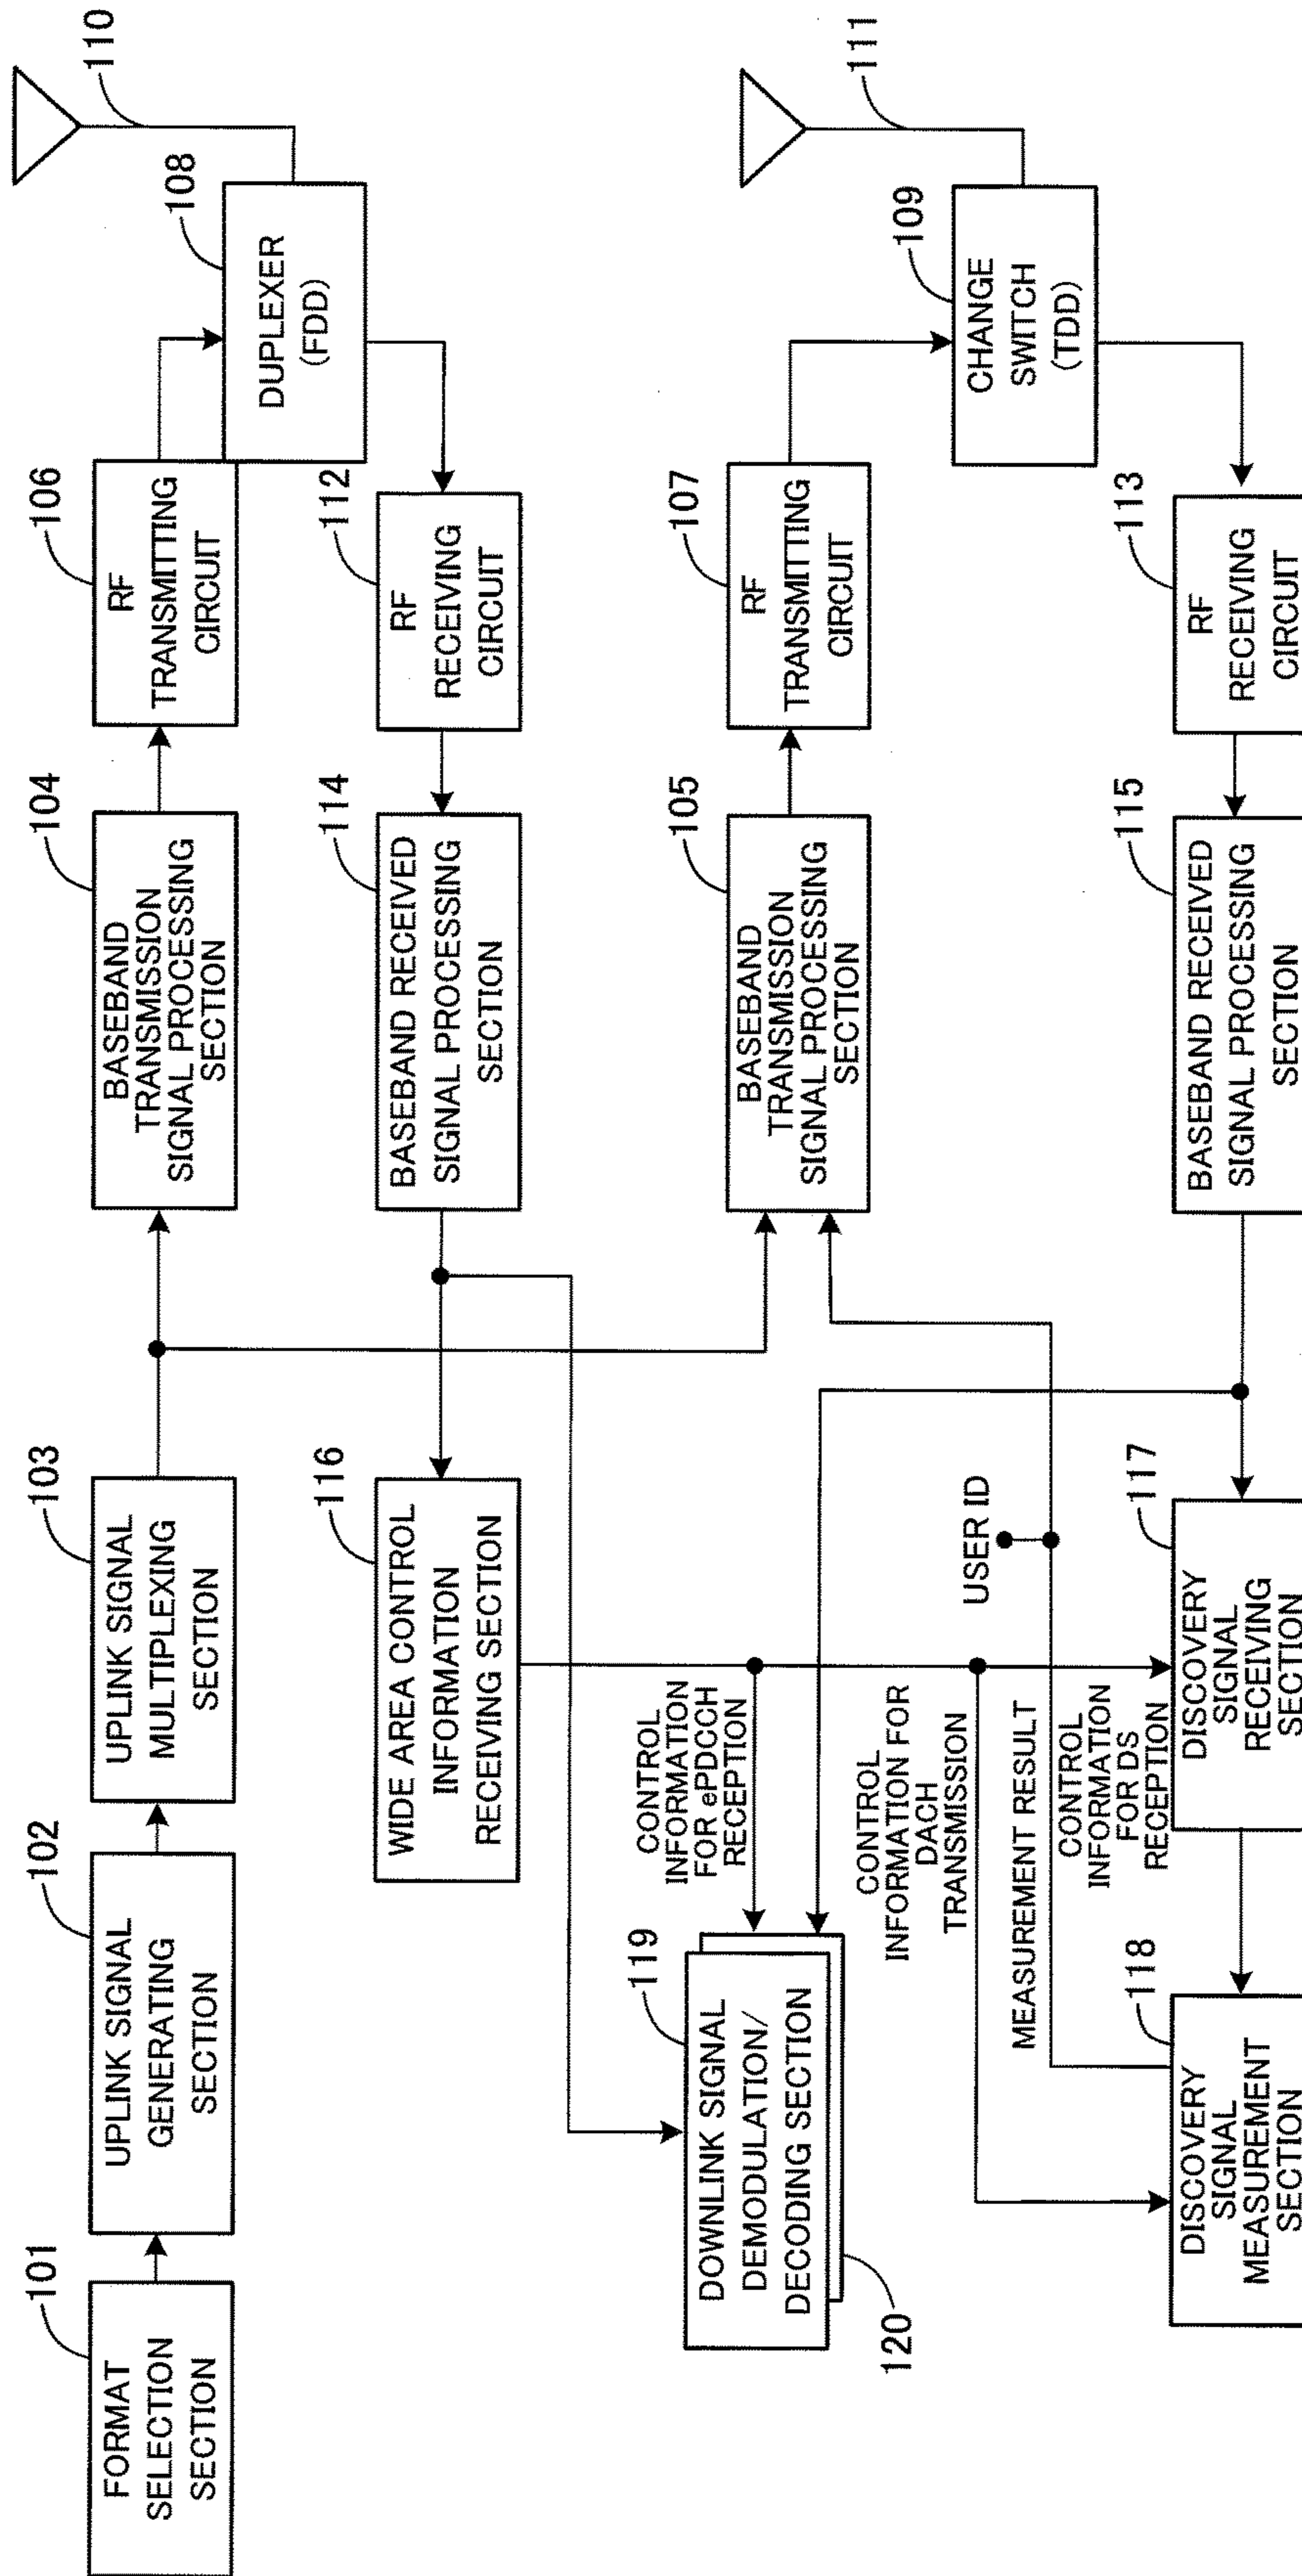 101
FORMAT
SELECTION
SECTION
102
UPLINK SIGNAL
GENERATING
SECTION
103
UPLINK SIGNAL
MULTIPLEXING
SECTION
104
BASEBAND
TRANSMISSION
SIGNAL PROCESSING
SECTION
106
RF
TRANSMITTING
CIRCUIT
108
DUPLEXER
(FDD)
110
116
WIDE AREA CONTROL
INFORMATION
RECEIVING SECTION
114
BASEBAND RECEIVED
SIGNAL PROCESSING
SECTION
112
RF
RECEIVING
CIRCUIT
119
DOWNLINK SIGNAL
DEMODULATION/
DECODING SECTION
120
CONTROL
INFORMATION
FOR ePDCCH
RECEPTION
105
BASEBAND
TRANSMISSION
SIGNAL PROCESSING
SECTION
107
RF
TRANSMITTING
CIRCUIT
109
CHANGE
SWITCH
(TDD)
111
CONTROL
INFORMATION FOR
DACH
TRANSMISSION
USER ID
MEASUREMENT RESULT
CONTROL
INFORMATION
FOR DS
RECEPTION
118
DISCOVERY
SIGNAL
MEASUREMENT
SECTION
117
DISCOVERY
SIGNAL
RECEIVING
SECTION
115
BASEBAND RECEIVED
SIGNAL PROCESSING
SECTION
113
RF
RECEIVING
CIRCUIT